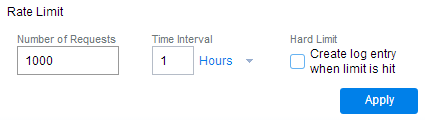 Rate Limit
Number of Requests Time Interval Hard Limit
1000 1 Hours Create log entry
when limit is hit
Apply